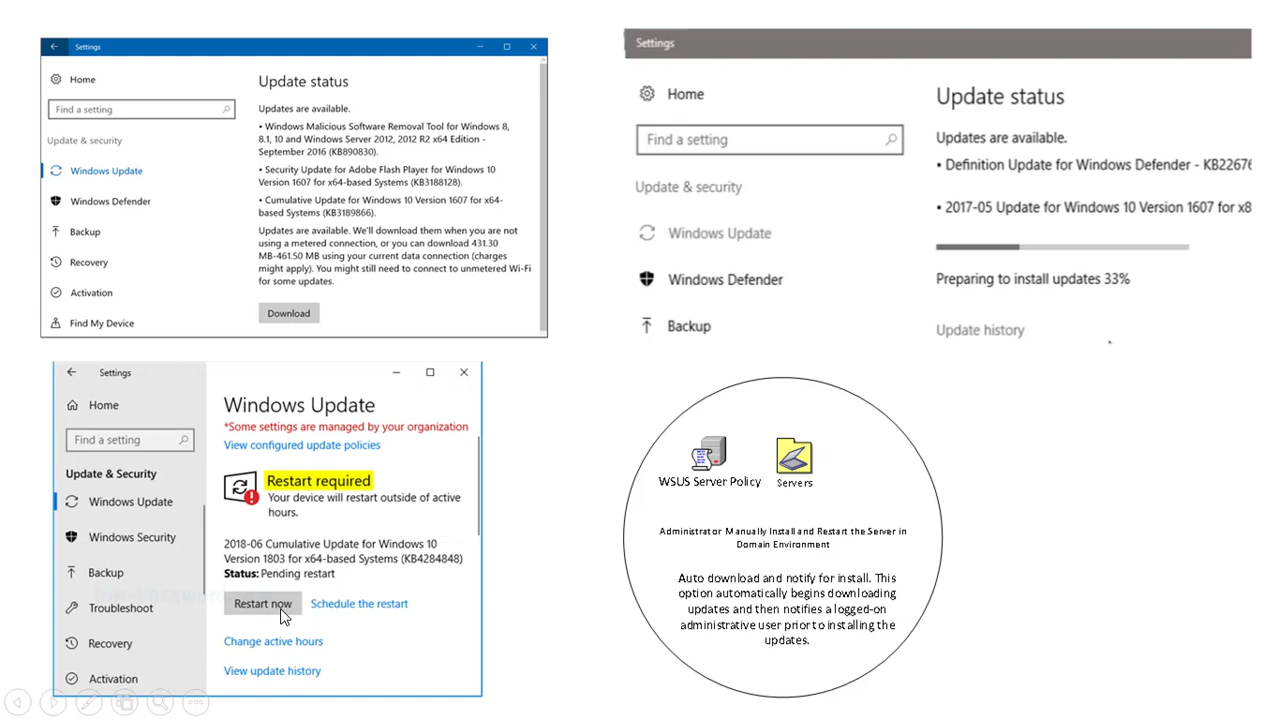 Settings
Home
Find a setting
Update & security
Windows Update
Windows Defender
Backup
Recovery
Activation
Find My Device
Update status
Updates are available.
• Windows Malicious Software Removal Tool for Windows 8,
8.1, 10 and Windows Server 2012, 2012 R2 x64 Edition -
September 2016 (KB890830).
• Security Update for Adobe Flash Player for Windows 10
Version 1607 for x64-based Systems (KB3188128).
• Cumulative Update for Windows 10 Version 1607 for x64-
based Systems (KB3189866).
Updates are available. We'll download them when you are not
using a metered connection, or you can download 431.30
MB-461.50 MB using your current data connection (charges
might apply). You might still need to connect to unmetered Wi-Fi
for some updates.
Download
Settings
Home
Find a setting
Update & security
Windows Update
Windows Defender
Backup
Update status
Updates are available.
• Definition Update for Windows Defender - KB22676
• 2017-05 Update for Windows 10 Version 1607 for x8
Preparing to install updates 33%
Update history
Settings
Home
Find a setting
Update & Security
Windows Update
Windows Security
Backup
Troubleshoot
Recovery
Activation
Windows Update
*Some settings are managed by your organization
View configured update policies
Restart required
Your device will restart outside of active
hours.
2018-06 Cumulative Update for Windows 10
Version 1803 for x64-based Systems (KB4284848)
Status: Pending restart
Restart now
Schedule the restart
Change active hours
View update history
WSUS Server Policy
Servers
Administrator Manually Install and Restart the Server in
Domain Environment
Auto download and notify for install. This
option automatically begins downloading
updates and then notifies a logged-on
administrative user prior to installing the
updates.